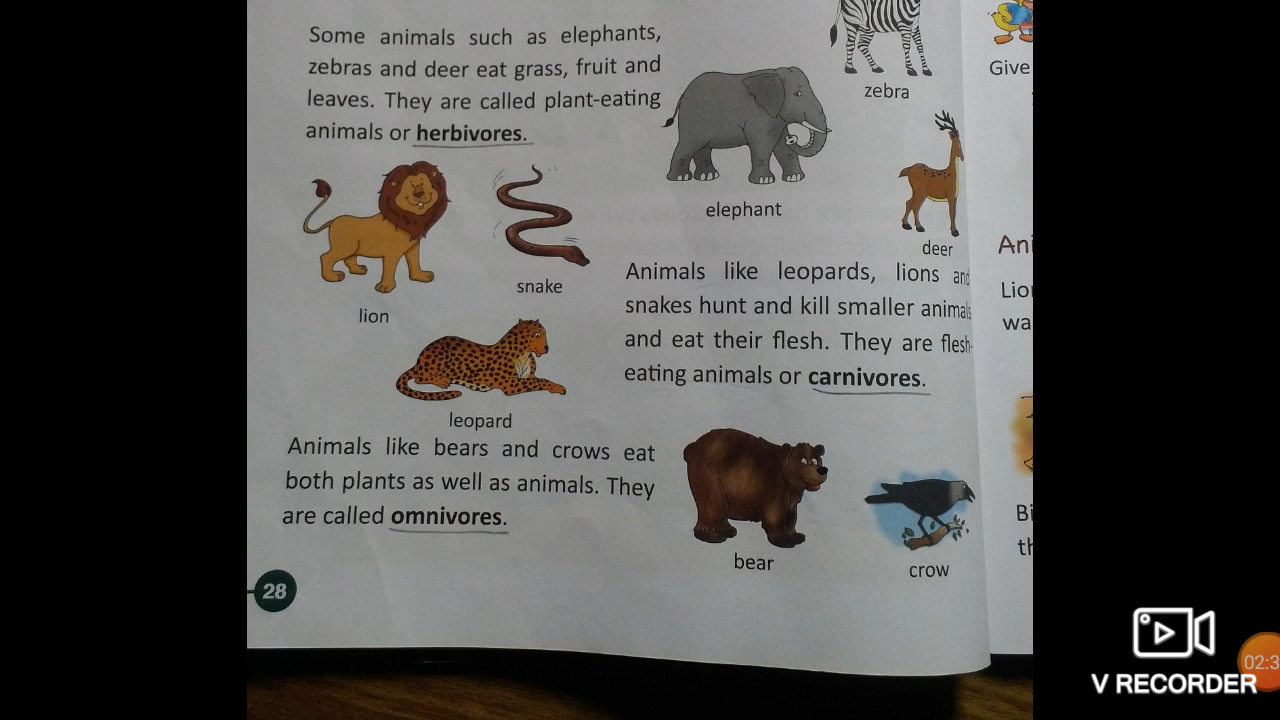 Some animals such as elephants,
zebras and deer eat grass, fruit and
leaves. They are called plant-eating
animals or herbivores.
zebra
elephant
deer
lion
snake
leopard
Animals like leopards, lions and
snakes hunt and kill smaller animals
and eat their flesh. They are flesh-
eating animals or carnivores.
Animals like bears and crows eat
both plants as well as animals. They
are called omnivores.
bear
crow
28
Give
V RECORDER